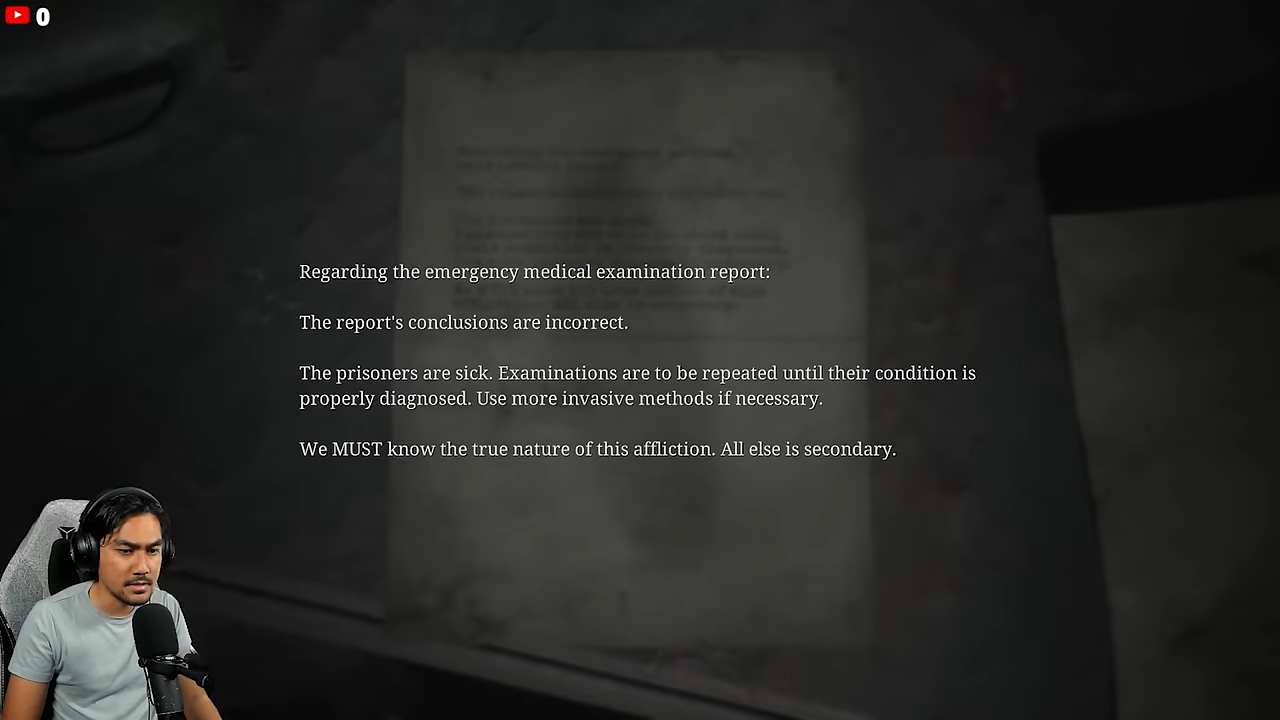 0
Regarding the emergency medical examination report:
The report's conclusions are incorrect.
The prisoners are sick. Examinations are to be repeated until their condition is
properly diagnosed. Use more invasive methods if necessary.
We MUST know the true nature of this affliction. All else is secondary.